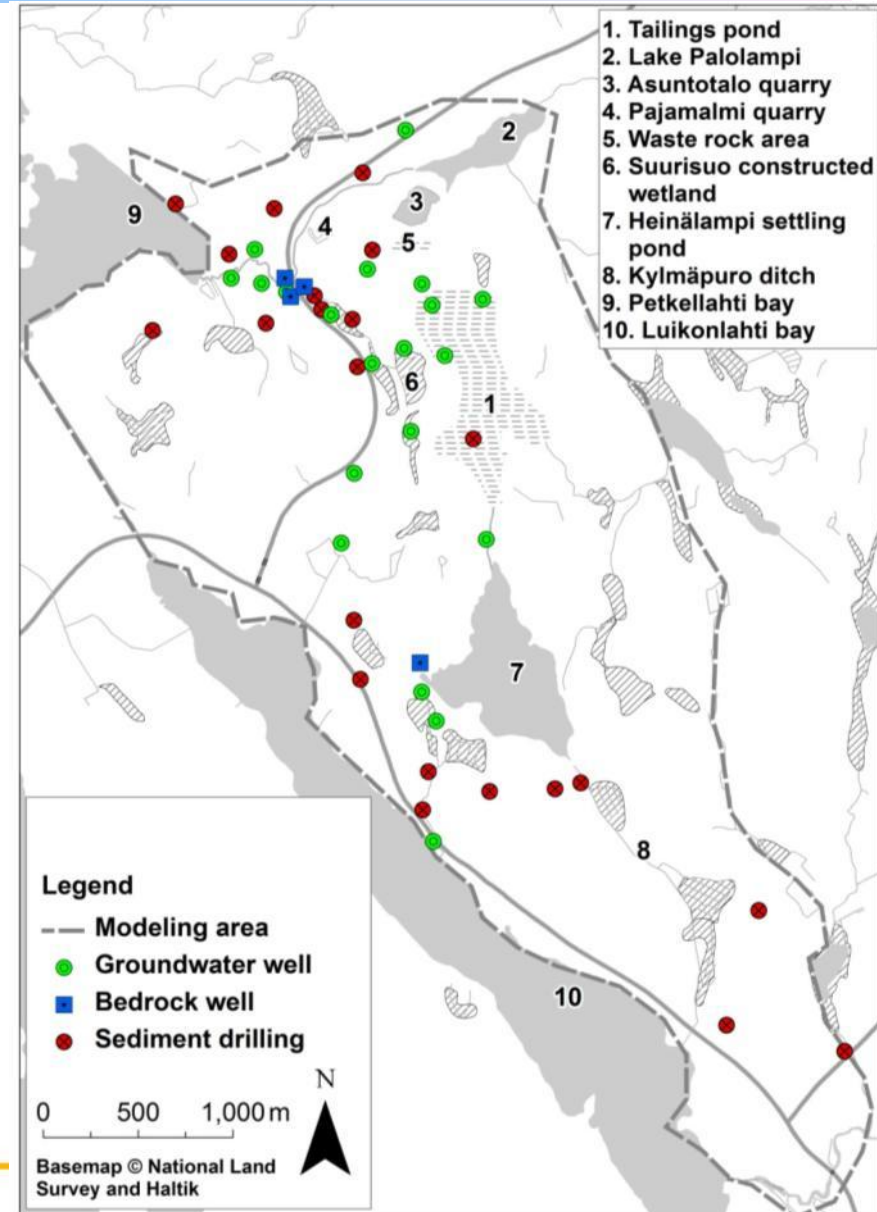 1. Tailings pond
2. Lake Palolampi
3. Asuntotalo quarry
4. Pajamalmi quarry
5. Waste rock area
6. Suurisuo constructed
wetland
7. Heinälampi settling
pond
8. Kylmäpuro ditch
9. Petkellahti bay
10. Luikonlahti bay
2
3
9
4
5
6
1
7
8
10
Legend
Modeling area
Groundwater well
Bedrock well
Sediment drilling
N
0 500 1,000 m
Basemap © National Land
Survey and Haltik